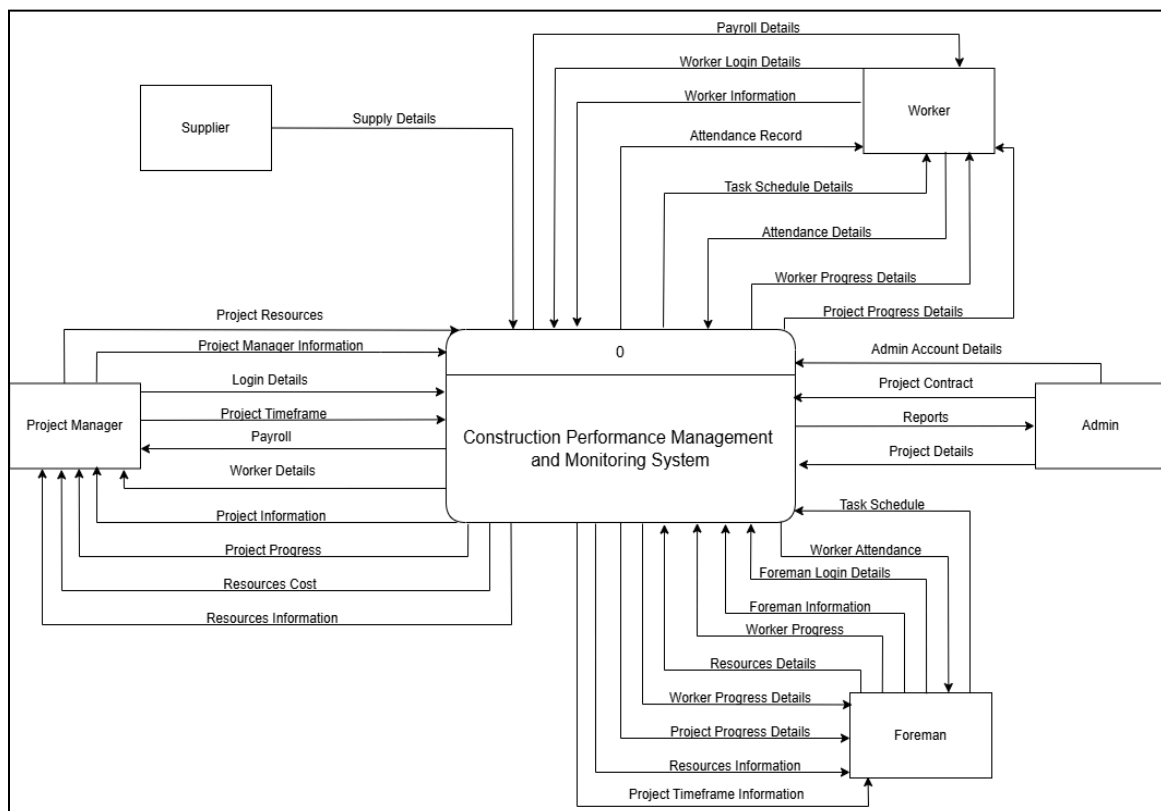 Payroll Details
Worker Login Details
Worker Information
Worker
Supplier
Supply Details
Attendance Record
Task Schedule Details
Attendance Details
Worker Progress Details
Project Progress Details
Project Resources
Project Manager Information
Login Details
Project Timeframe
Project Manager
Payroll
Worker Details
Project Information
Project Progress
Resources Cost
Resources Information
0
Construction Performance Management
and Monitoring System
Admin Account Details
Project Contract
Reports
Admin
Project Details
Task Schedule
Worker Attendance
Foreman Login Details
Foreman Information
Worker Progress
Resources Details
Worker Progress Details
Project Progress Details
Foreman
Resources Information
Project Timeframe Information